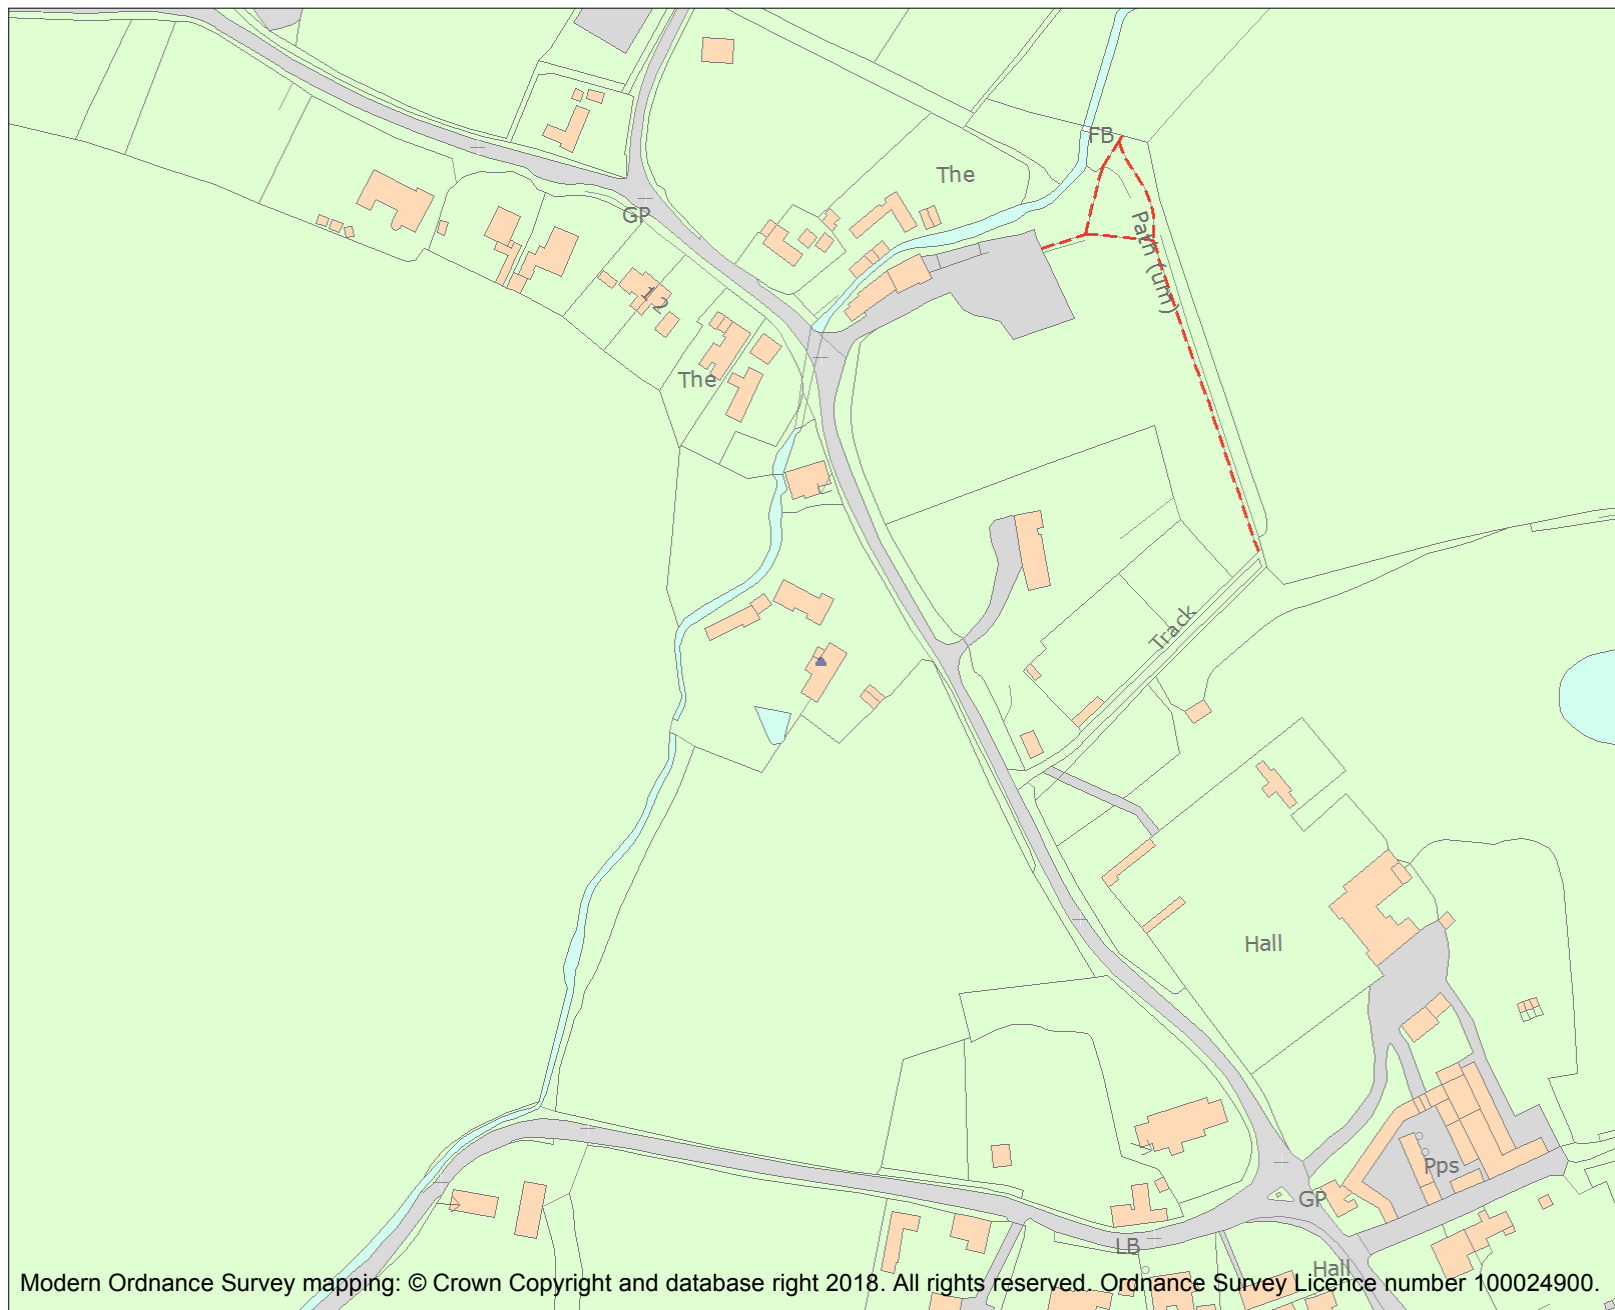 FB
The
Path (um)
GP
12
The
Track
Hall
Pps
GP
LB
Hall
Modern Ordnance Survey mapping: © Crown Copyright and database right 2018. All rights reserved. Ordnance Survey Licence number 100024900.